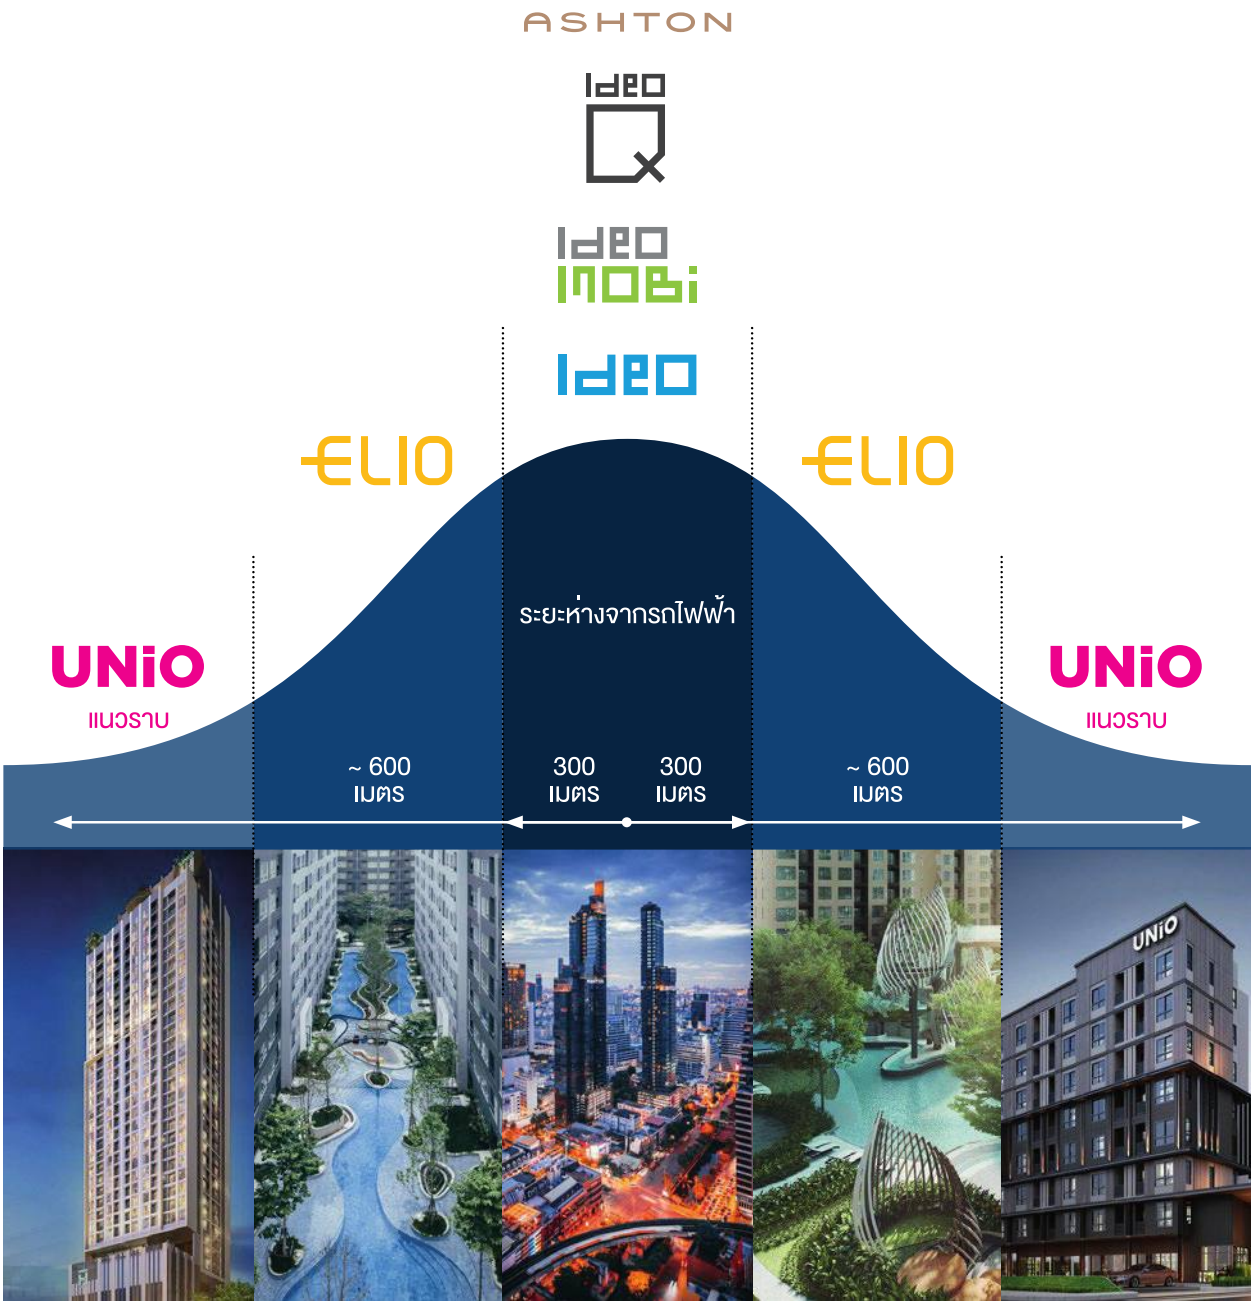 ASHTON
IdeO
Q
IdeO
MOBi
IdeO
ELIO
ELIO
ระยะห่างจากรถไฟฟ้า
UNiO
แนวราบ
UNiO
แนวราบ
~ 600
เมตร
300
เมตร
300
เมตร
~ 600
เมตร
UNiO